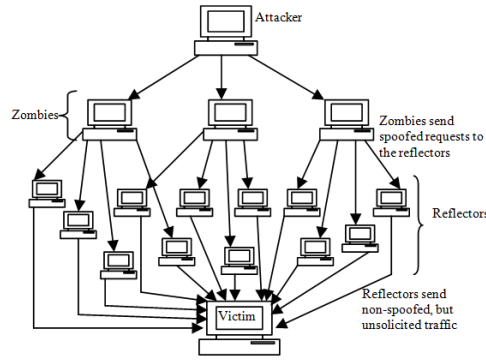 Attacker
Zombies
Zombies send
spoofed requests to
the reflectors
Reflectors
Reflectors send
non-spoofed, but
unsolicited traffic
Victim